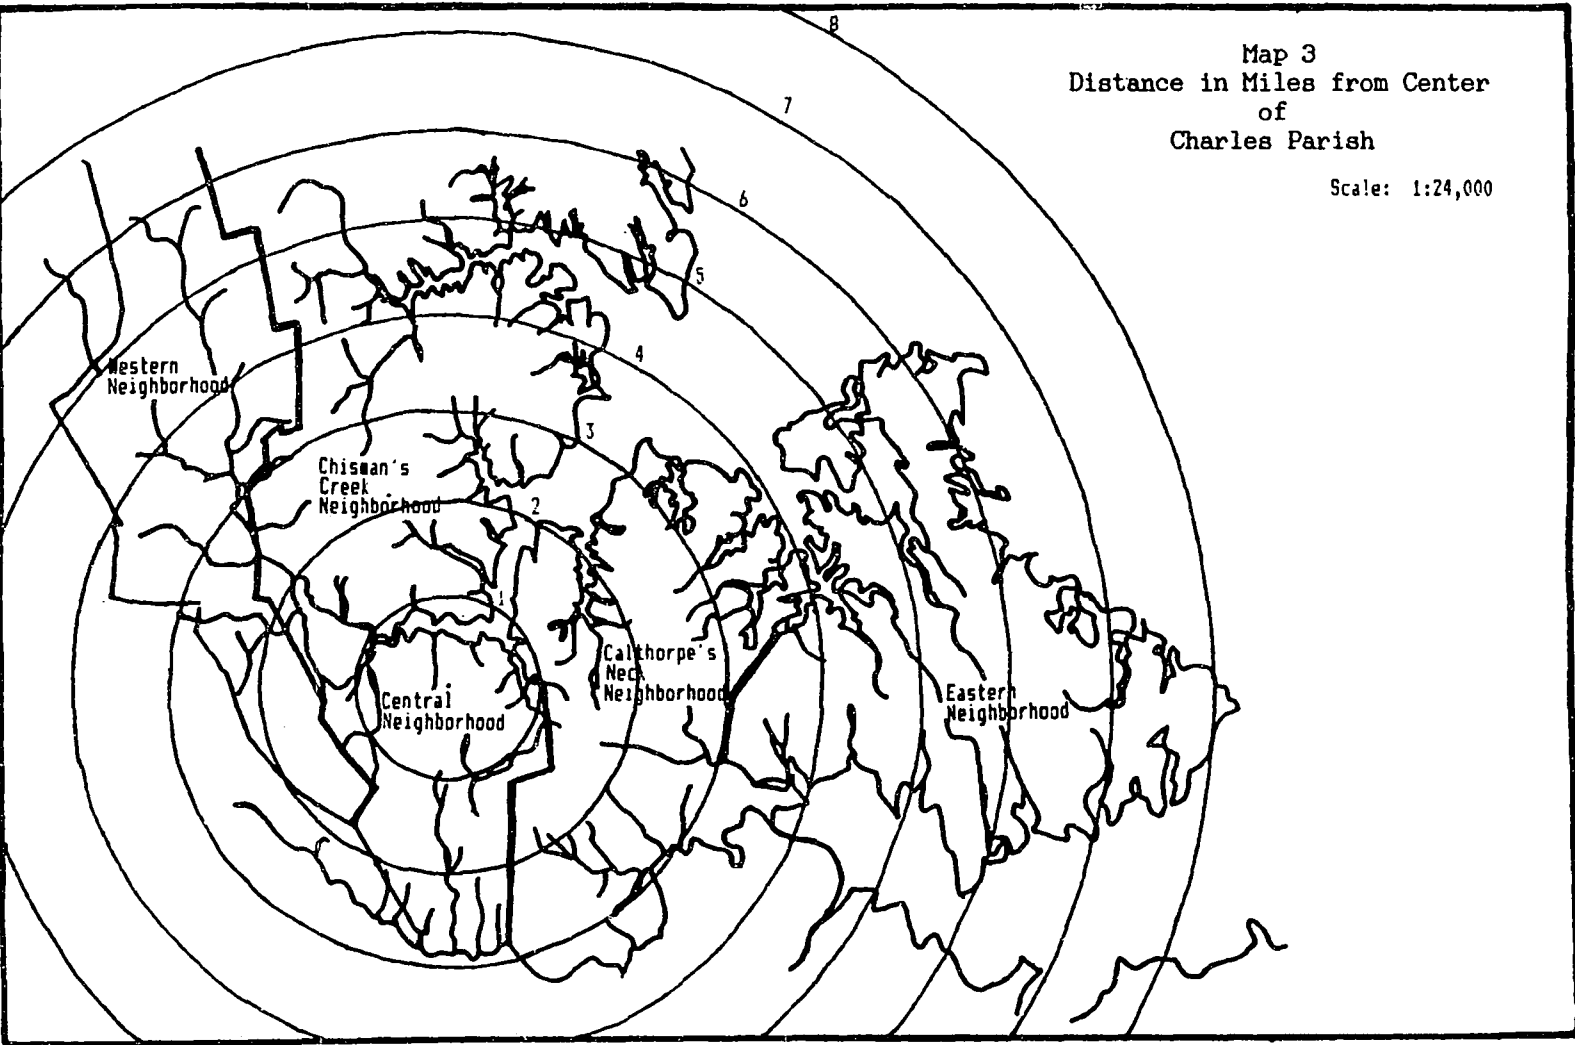 Map 3
Distance in Miles from Center
of
Charles Parish
Scale: 1:24,000
8
7
6
5
4
3
2
1
Western
Neighborhood
Chisman's
Creek
Neighborhood
Central
Neighborhood
Calthorpe's
Neck
Neighborhood
Eastern
Neighborhood